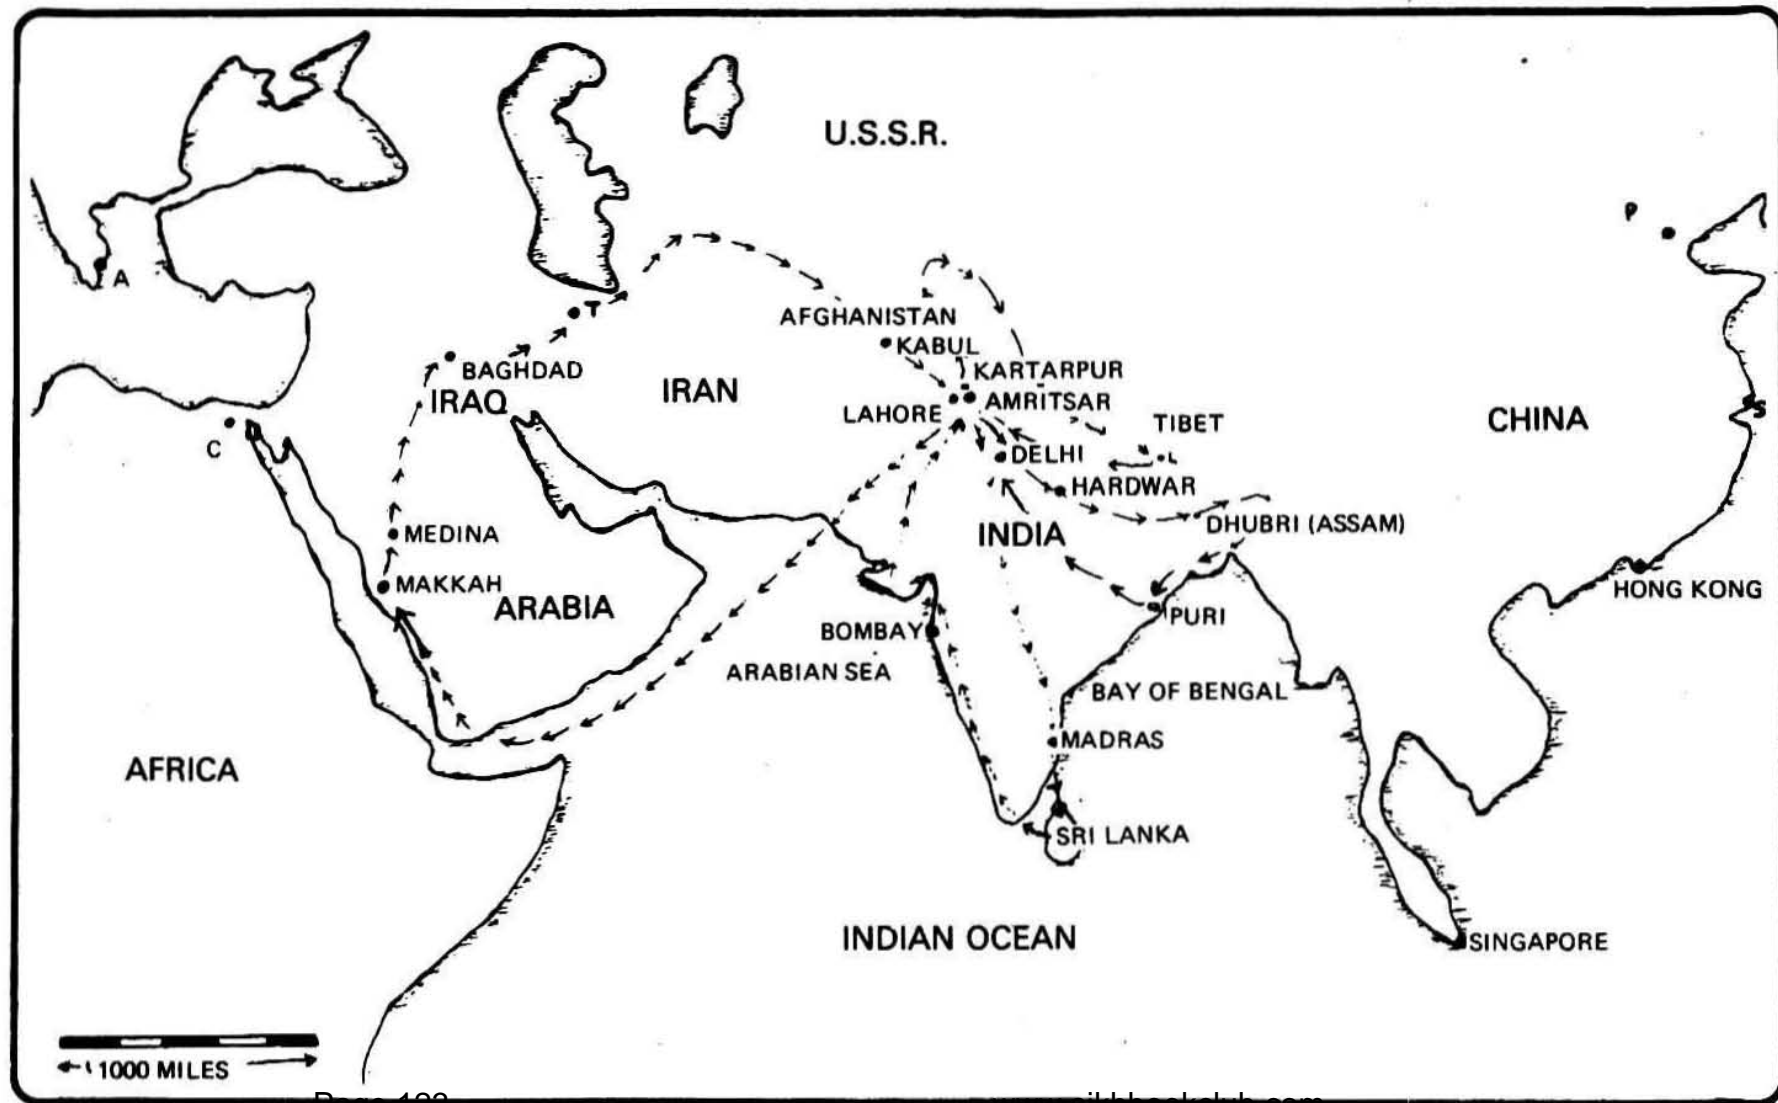 U.S.S.R.
P
A
T
AFGHANISTAN
KABUL
BAGHDAD
KARTARPUR
IRAQ
IRAN
LAHORE
AMRITSAR
TIBET
CHINA
S
C
DELHI
L
HARDWAR
MEDINA
INDIA
DHUBRI (ASSAM)
MAKKAH
ARABIA
HONG KONG
PURI
BOMBAY
ARABIAN SEA
BAY OF BENGAL
MADRAS
AFRICA
SRI LANKA
INDIAN OCEAN
SINGAPORE
1000 MILES